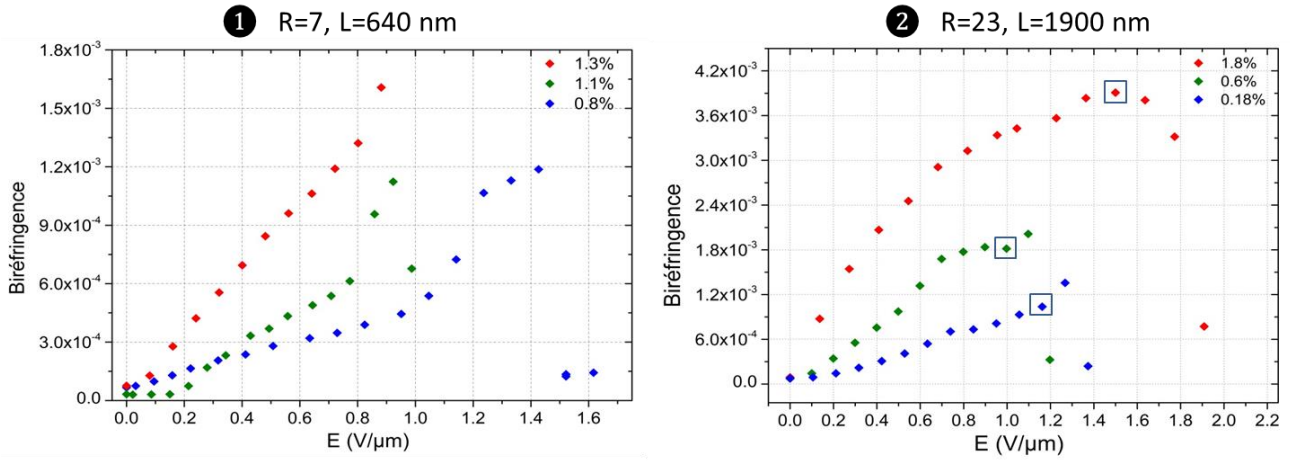 ❶ R=7, L=640 nm
1.8x10⁻³
1.5x10⁻³
1.2x10⁻³
9.0x10⁻⁴
6.0x10⁻⁴
3.0x10⁻⁴
0.0
Biréfringence
1.3%
1.1%
0.8%
0.0 0.2 0.4 0.6 0.8 1.0 1.2 1.4 1.6
E (V/µm)
❷ R=23, L=1900 nm
4.2x10⁻³
3.6x10⁻³
3.0x10⁻³
2.4x10⁻³
1.8x10⁻³
1.2x10⁻³
6.0x10⁻⁴
0.0
Biréfringence
1.8%
0.6%
0.18%
0.0 0.2 0.4 0.6 0.8 1.0 1.2 1.4 1.6 1.8 2.0 2.2
E (V/µm)